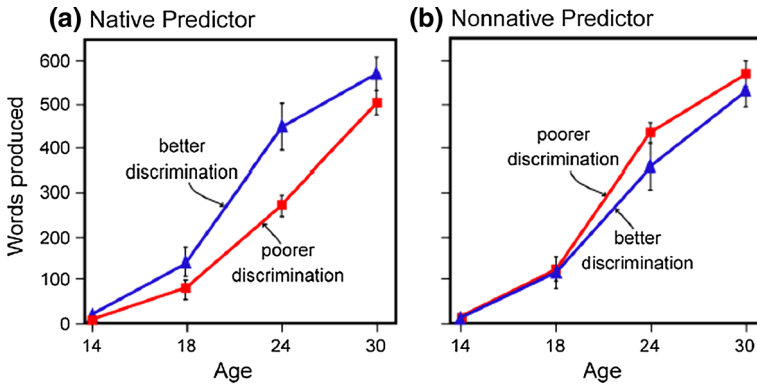 (a) Native Predictor
Words produced
600
500
400
300
200
100
0
better
discrimination
poorer
discrimination
14 18 24 30
Age
(b) Nonnative Predictor
poorer
discrimination
better
discrimination
14 18 24 30
Age